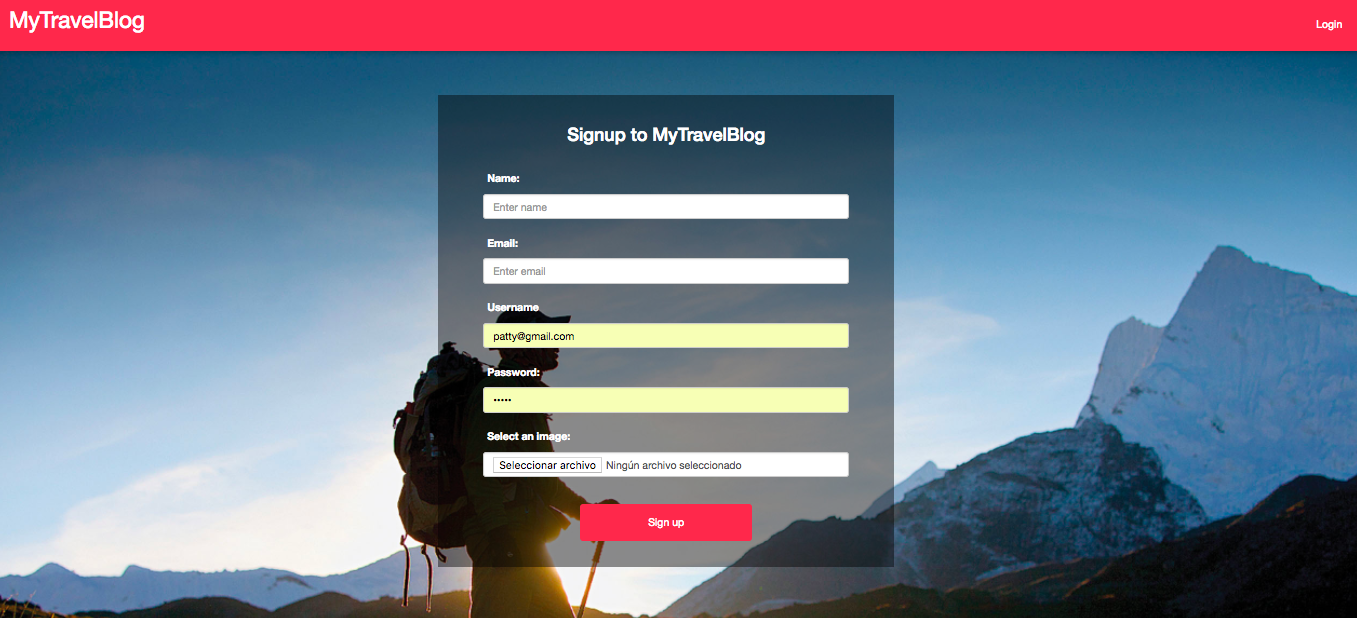 MyTravelBlog
Login
Signup to MyTravelBlog
Name:
Enter name
Email:
Enter email
Username
patty@gmail.com
Password:
•••••
Select an image:
Seleccionar archivo Ningún archivo seleccionado
Sign up